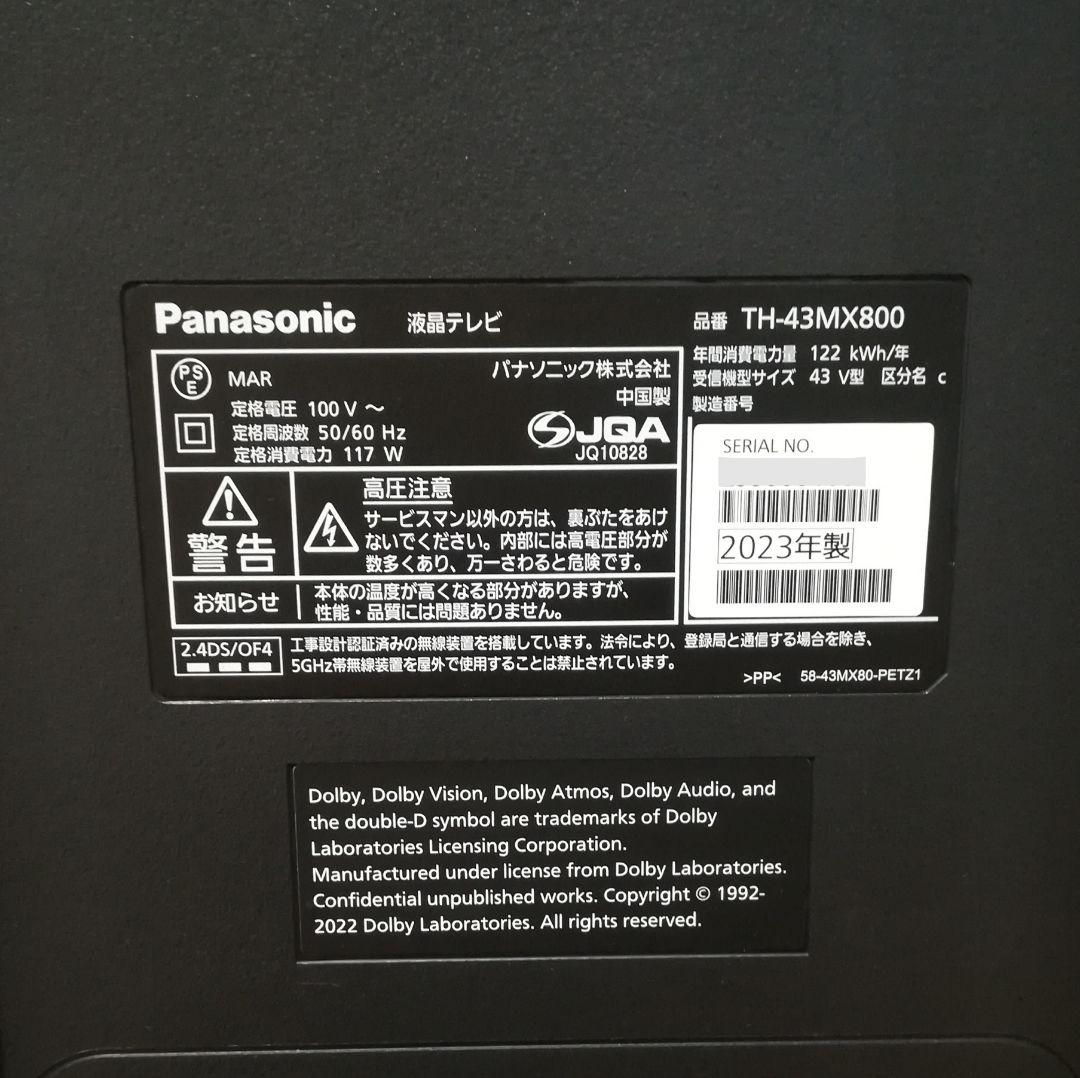 Panasonic 液晶テレビ 品番 TH-43MX800
PSE MAR
定格電圧 100 V ~
定格周波数 50/60 Hz
定格消費電力 117 W
パナソニック株式会社
中国製
JQA
JQ10828
年間消費電力量 122 kWh/年
受信機型サイズ 43 V型 区分名 c
製造番号
SERIAL NO.
2023年製
警告
高圧注意
サービスマン以外の方は、裏ぶたをあけ
ないでください。内部には高電圧部分が
数多くあり、万一さわると危険です。
お知らせ
本体の温度が高くなる部分がありますが、
性能・品質には問題ありません。
2.4DS/OF4
工事設計認証済みの無線装置を搭載しています。法令により、登録局と通信する場合を除き、
5GHz帯無線装置を屋外で使用することは禁止されています。
>PP< 58-43MX80-PETZ1
Dolby, Dolby Vision, Dolby Atmos, Dolby Audio, and
the double-D symbol are trademarks of Dolby
Laboratories Licensing Corporation.
Manufactured under license from Dolby Laboratories.
Confidential unpublished works. Copyright © 1992-
2022 Dolby Laboratories. All rights reserved.